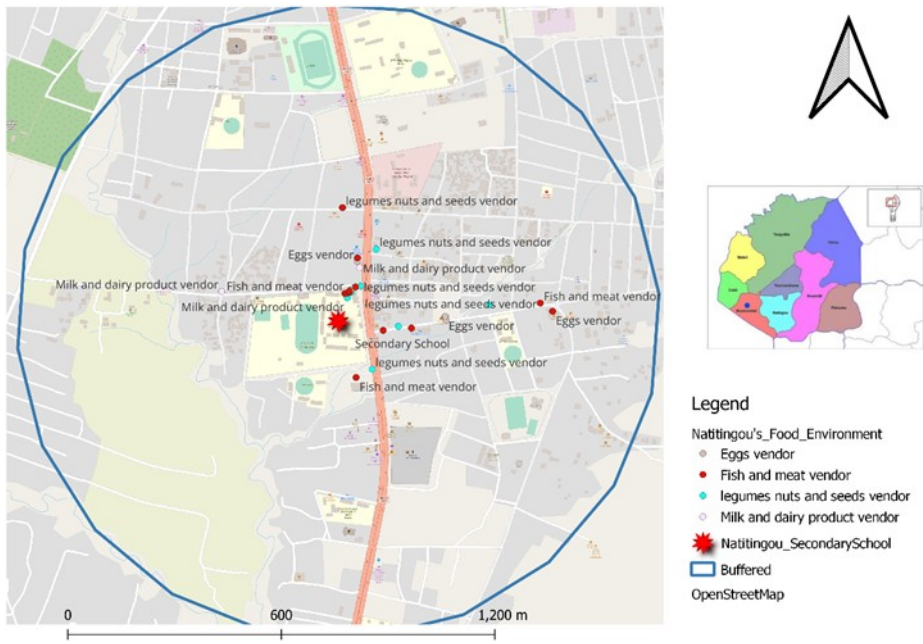 legumes nuts and seeds vendor
legumes nuts and seeds vendor
Eggs vendor
Milk and dairy product vendor
Milk and dairy product vendor
Fish and meat vendor
legumes nuts and seeds vendor
Milk and dairy product vendor
legumes nuts and seeds vendor
Fish and meat vendor
Eggs vendor
Eggs vendor
Secondary School
legumes nuts and seeds vendor
Fish and meat vendor
0
600
1,200 m
Legend
Natitingou's_Food_Environment
Eggs vendor
Fish and meat vendor
legumes nuts and seeds vendor
Milk and dairy product vendor
Natitingou_SecondarySchool
Buffered
OpenStreetMap